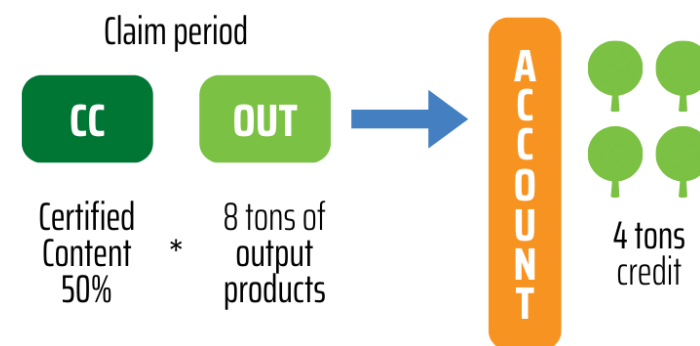 Claim period
CC
OUT
ACCOUNT
Certified
Content
50%
*
8 tons of
output
products
4 tons
credit